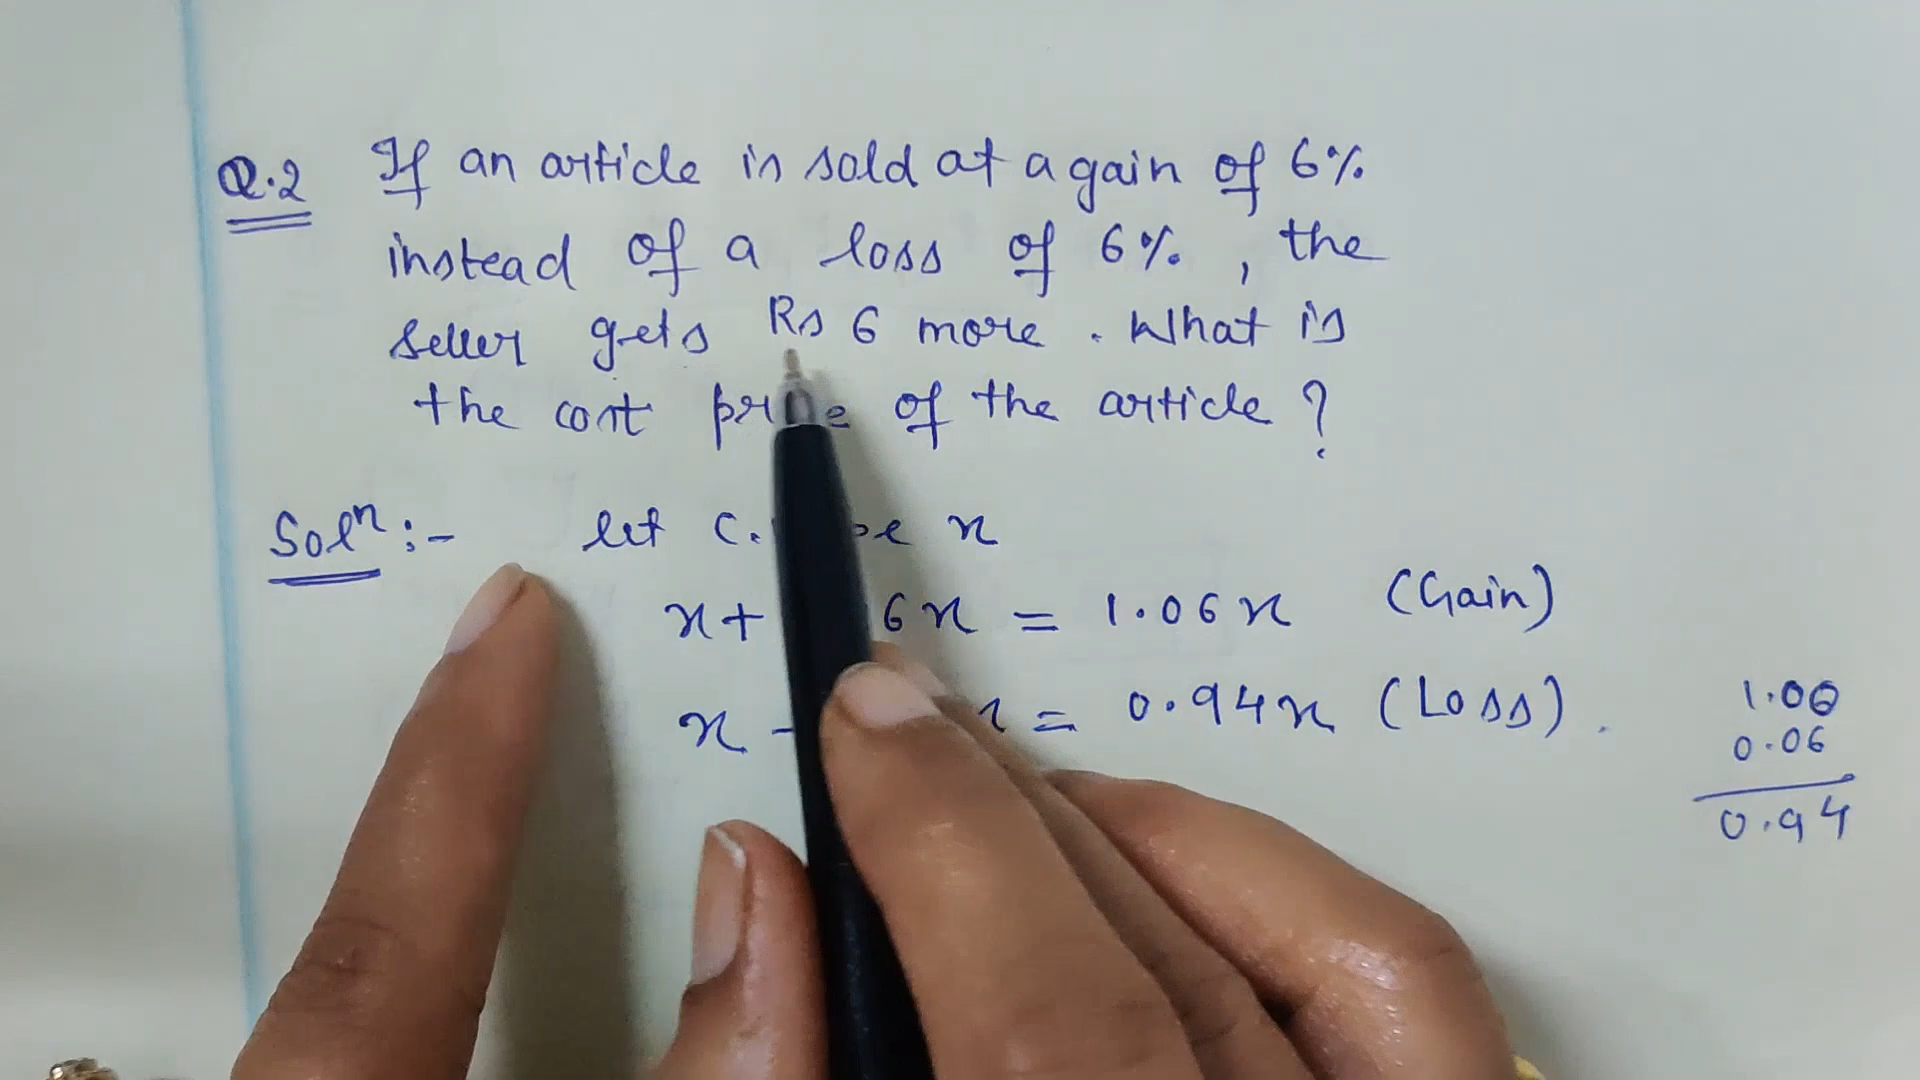 Q.2 If an article is sold at a gain of 6%
instead of a loss of 6%, the
seller gets Rs 6 more. What is
the cost of the article?
Solⁿ :- let be x
x + 6x = 1.06x (Gain)
x - = 0.94x (Loss).
1.00
0.06
0.94